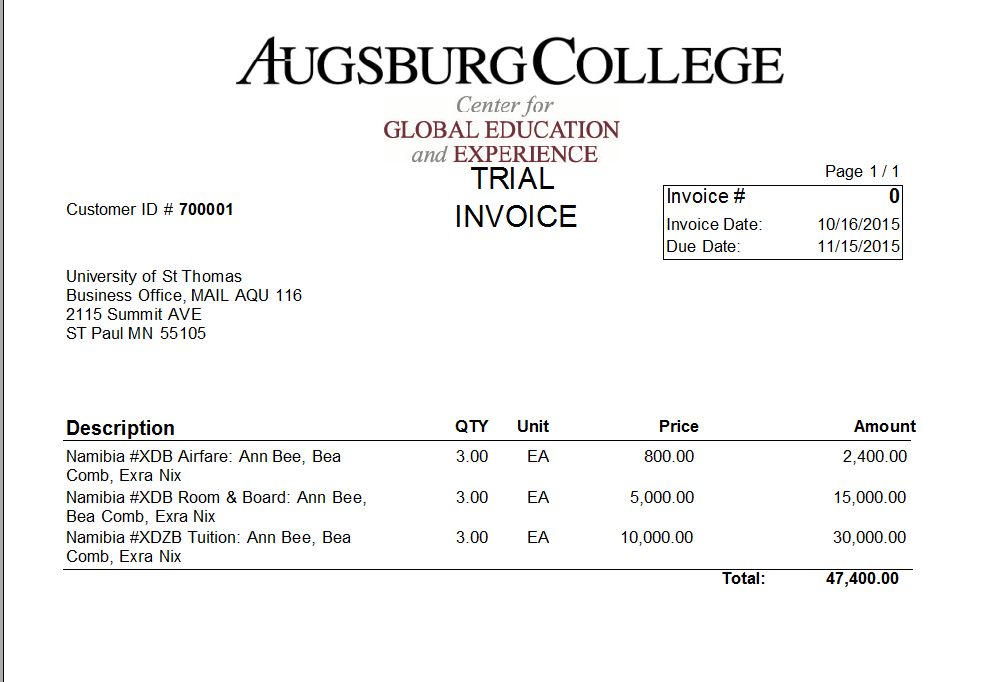 AUGSBURG COLLEGE
Center for
GLOBAL EDUCATION
and EXPERIENCE
TRIAL
INVOICE
Page 1 / 1
Invoice # 0
Invoice Date: 10/16/2015
Due Date: 11/15/2015
Customer ID # 700001
University of St Thomas
Business Office, MAIL AQU 116
2115 Summit AVE
ST Paul MN 55105
Description QTY Unit Price Amount
Namibia #XDB Airfare: Ann Bee, Bea 3.00 EA 800.00 2,400.00
Comb, Exra Nix
Namibia #XDB Room & Board: Ann Bee, 3.00 EA 5,000.00 15,000.00
Bea Comb, Exra Nix
Namibia #XDZB Tuition: Ann Bee, Bea 3.00 EA 10,000.00 30,000.00
Comb, Exra Nix
Total: 47,400.00